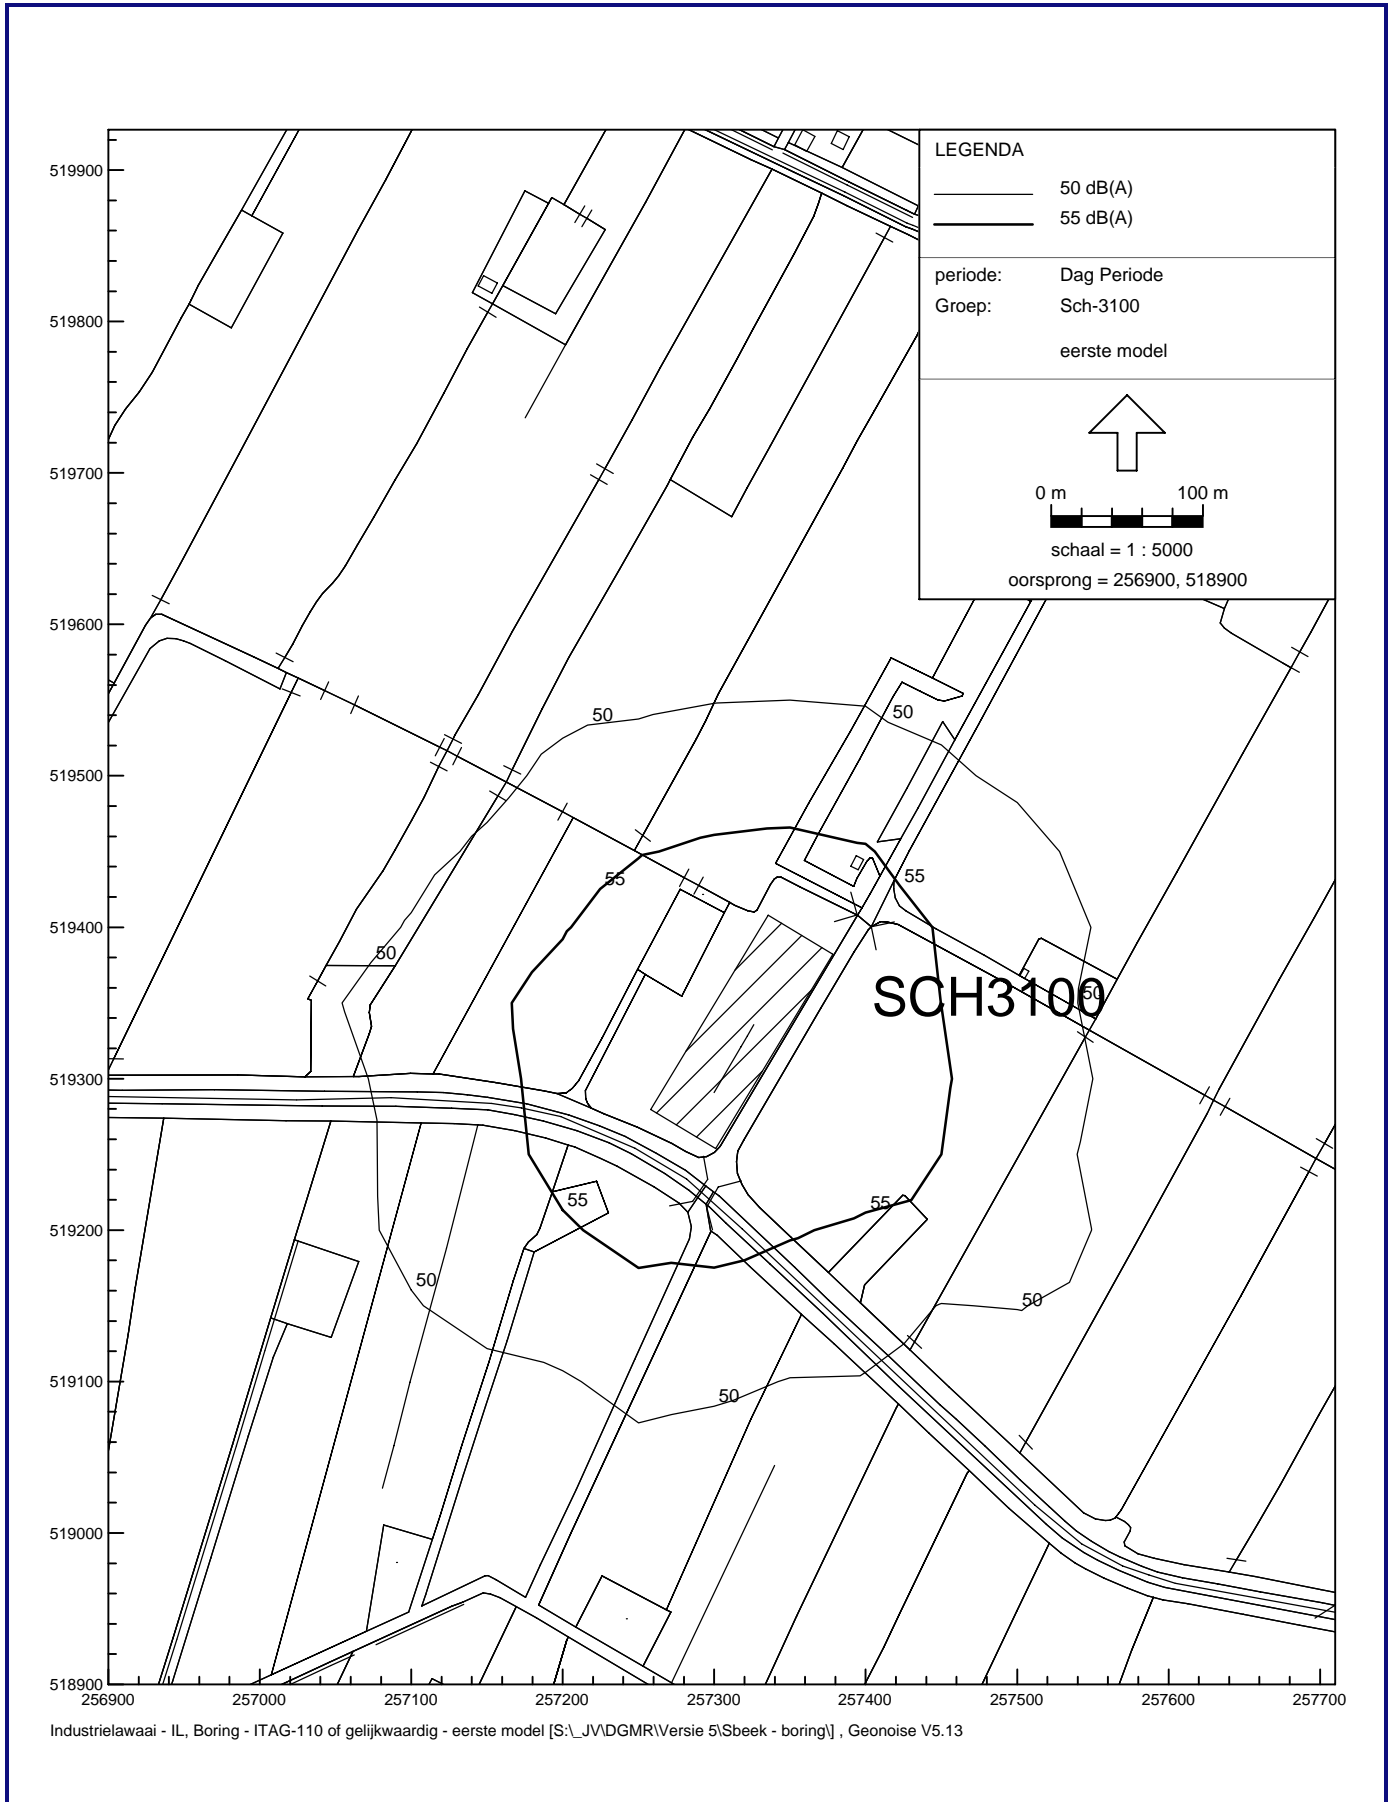 LEGENDA
50 dB(A)
55 dB(A)
periode: Dag Periode
Groep: Sch-3100
eerste model
0 m 100 m
schaal = 1 : 5000
oorsprong = 256900, 518900
519900
519800
519700
519600
50 50
519500
55 55
519400
50
SCH3100
50
519300
55 55
519200
50
50
519100
50
519000
518900
256900 257000 257100 257200 257300 257400 257500 257600 257700
Industrielawaai - IL, Boring - ITAG-110 of gelijkwaardig - eerste model [S:\_JV\DGMR\Versie 5\Sbeek - boring\] , Geonoise V5.13